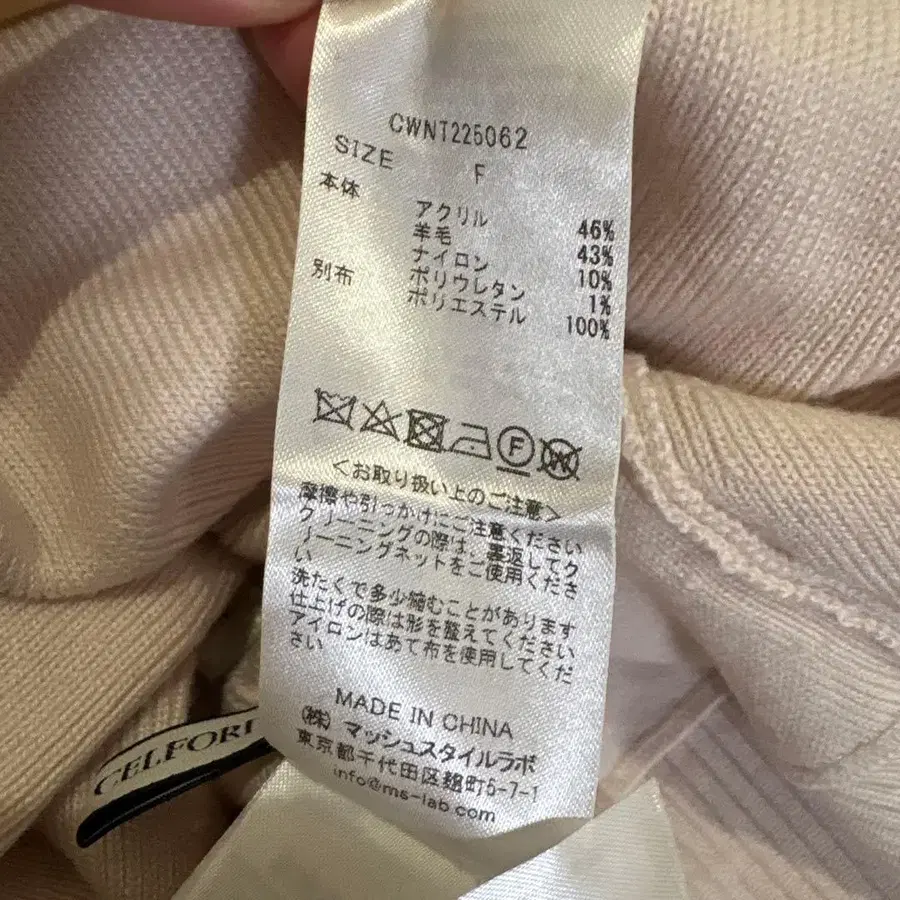 CWNT225062
SIZE F
本体
アクリル 46%
羊毛 43%
ナイロン 10%
ポリウレタン 1%
別布
ポリエステル 100%
F
W
<お取り扱い上のご注意>
摩擦や引っかけにご注意ください
クリーニングの際は、裏返してク
リーニングネットをご使用くださ
い
洗たくで多少縮むことがあります
仕上げの際は形を整えてください
アイロンはあて布を使用してくだ
さい
MADE IN CHINA
(株) マッシュスタイルラボ
東京都千代田区麹町5-7-1
info@ms-lab.com
CELFORD